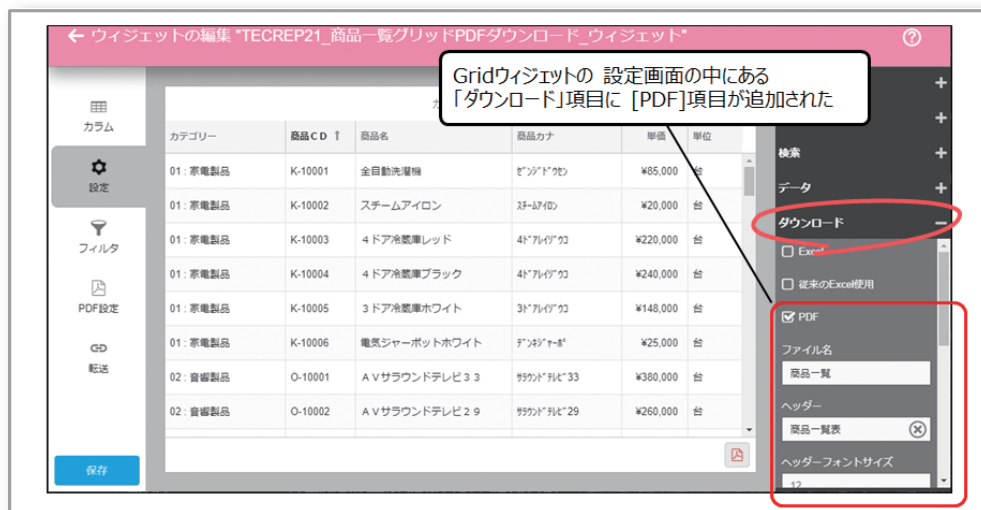 ← ウィジェットの編集 "TECREP21_商品一覧グリッドPDFダウンロード_ウィジェット"
Gridウィジェットの 設定画面の中にある
「ダウンロード」項目に [PDF]項目が追加された
カラム
設定
フィルタ
PDF設定
転送
保存
カテゴリー 商品CD ↑ 商品名 商品カナ 単価 単位
01 : 家電製品 K-10001 全自動洗濯機 ｾﾞﾝｼﾞﾄﾞｳｾﾝ ¥85,000 台
01 : 家電製品 K-10002 スチームアイロン ｽﾁｰﾑｱｲﾛﾝ ¥20,000 台
01 : 家電製品 K-10003 4ドア冷蔵庫レッド 4ﾄﾞｱﾚｲｿﾞｳｺ ¥220,000 台
01 : 家電製品 K-10004 4ドア冷蔵庫ブラック 4ﾄﾞｱﾚｲｿﾞｳｺ ¥240,000 台
01 : 家電製品 K-10005 3ドア冷蔵庫ホワイト 3ﾄﾞｱﾚｲｿﾞｳｺ ¥148,000 台
01 : 家電製品 K-10006 電気ジャーポットホワイト ﾃﾞﾝｷｼﾞｬｰﾎﾟ ¥25,000 台
02 : 音響製品 O-10001 AVサラウンドテレビ33 ｻﾗｳﾝﾄﾞﾃﾚﾋﾞ33 ¥380,000 台
02 : 音響製品 O-10002 AVサラウンドテレビ29 ｻﾗｳﾝﾄﾞﾃﾚﾋﾞ29 ¥260,000 台
検索
データ
ダウンロード
Excel
従来のExcel使用
PDF
ファイル名
商品一覧
ヘッダー
商品一覧表
ヘッダーフォントサイズ
12